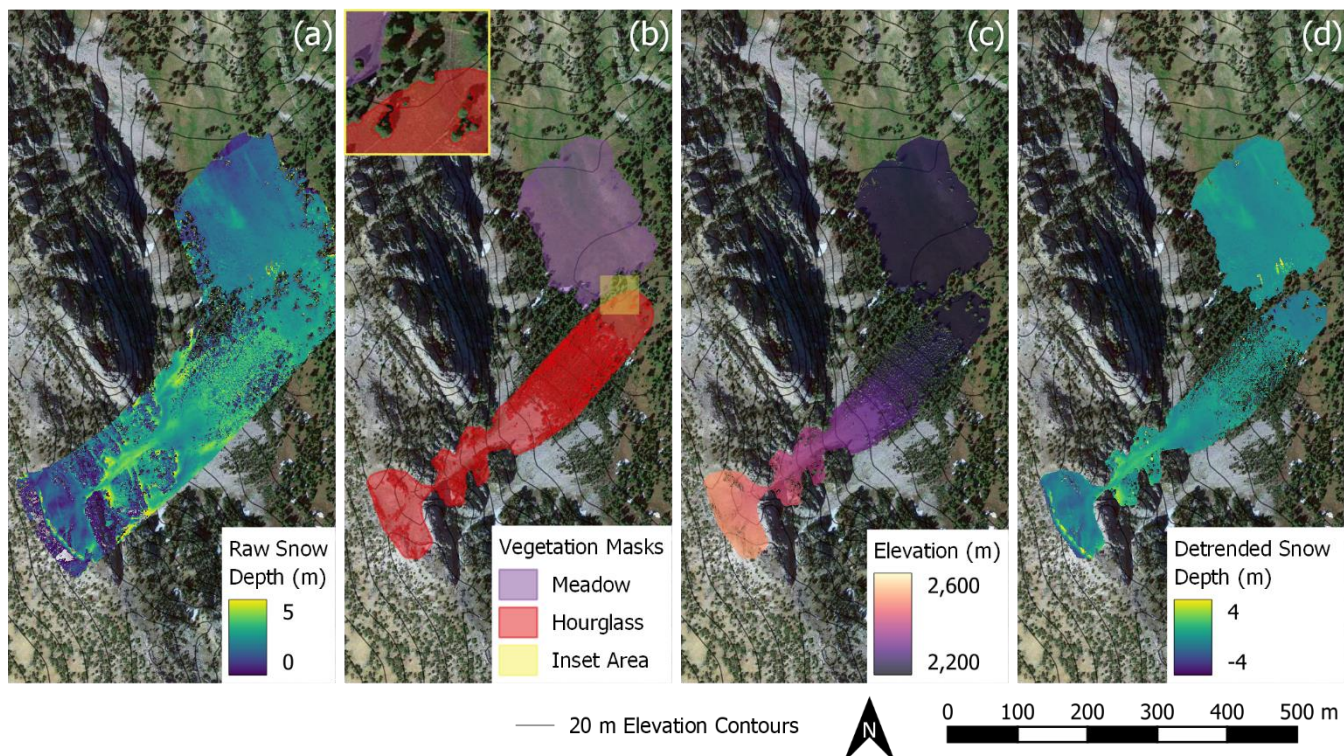 (a)
(b)
(c)
(d)
Raw Snow
Depth (m)
5
0
Vegetation Masks
Meadow
Hourglass
Inset Area
Elevation (m)
2,600
2,200
Detrended Snow
Depth (m)
4
-4
20 m Elevation Contours
N
0 100 200 300 400 500 m